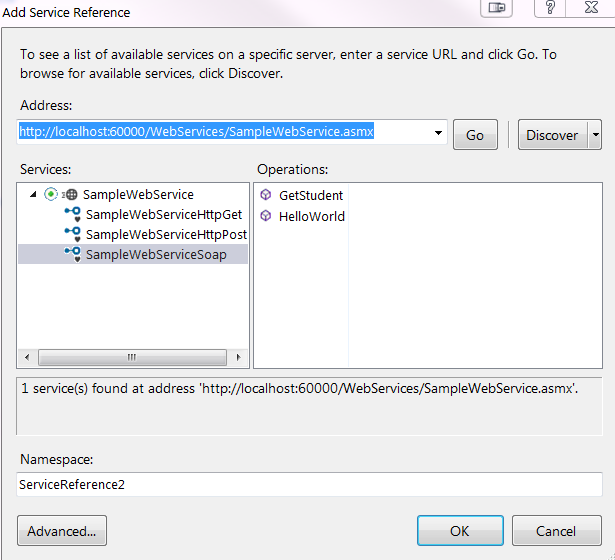 Add Service Reference
To see a list of available services on a specific server, enter a service URL and click Go. To
browse for available services, click Discover.
Address:
http://localhost:60000/WebServices/SampleWebService.asmx
Go
Discover
Services:
Operations:
SampleWebService
SampleWebServiceHttpGet
SampleWebServiceHttpPost
SampleWebServiceSoap
GetStudent
HelloWorld
1 service(s) found at address 'http://localhost:60000/WebServices/SampleWebService.asmx'.
Namespace:
ServiceReference2
Advanced...
OK
Cancel